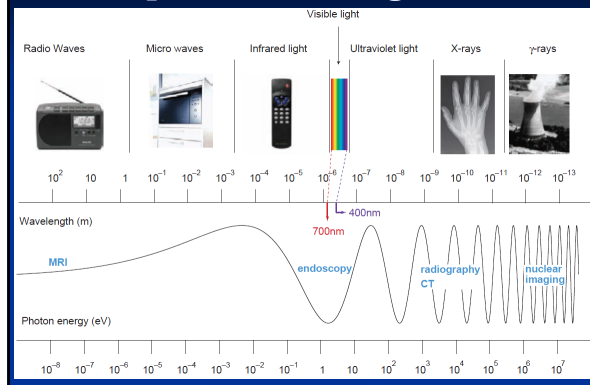 Visible light
Radio Waves Micro waves Infrared light Ultraviolet light X-rays γ-rays
10² 10 1 10⁻¹ 10⁻² 10⁻³ 10⁻⁴ 10⁻⁵ 10⁻⁶ 10⁻⁷ 10⁻⁸ 10⁻⁹ 10⁻¹⁰ 10⁻¹¹ 10⁻¹² 10⁻¹³
400nm
Wavelength (m)
700nm
MRI endoscopy radiography nuclear
CT imaging
Photon energy (eV)
10⁻⁸ 10⁻⁷ 10⁻⁶ 10⁻⁵ 10⁻⁴ 10⁻³ 10⁻² 10⁻¹ 1 10 10² 10³ 10⁴ 10⁵ 10⁶ 10⁷